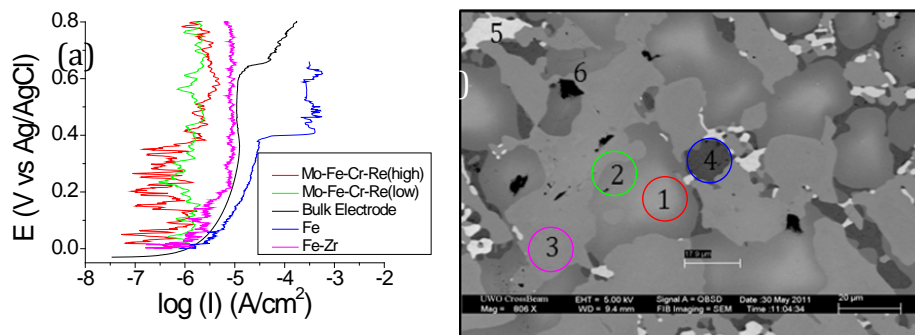 (a)
0.8
0.6
0.4
0.2
0.0
E (V vs Ag/AgCl)
Mo-Fe-Cr-Re(high)
Mo-Fe-Cr-Re(low)
Bulk Electrode
Fe
Fe-Zr
-7 -6 -5 -4 -3 -2
log (I) (A/cm²)
)
5
6
4
2
1
3
17.9 µm
UWO CrossBeam EHT = 5.00 kV Signal A = QBSD Date :30 May 2011 20 µm
Mag = 806 X WD = 9.4 mm FIB Imaging = SEM Time :11:04:34